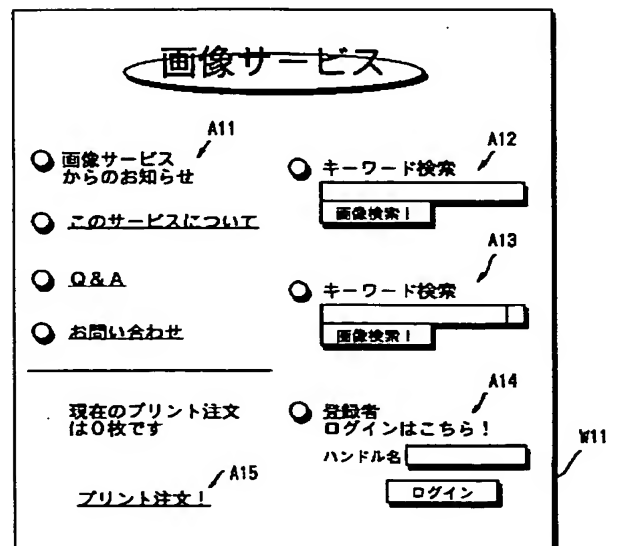 画像サービス
A11
画像サービス
からのお知らせ
このサービスについて
Q&A
お問い合わせ
現在のプリント注文
は0枚です
A15
プリント注文!
A12
キーワード検索
画像検索!
A13
キーワード検索
画像検索!
A14
登録者
ログインはこちら!
ハンドル名
ログイン
W11